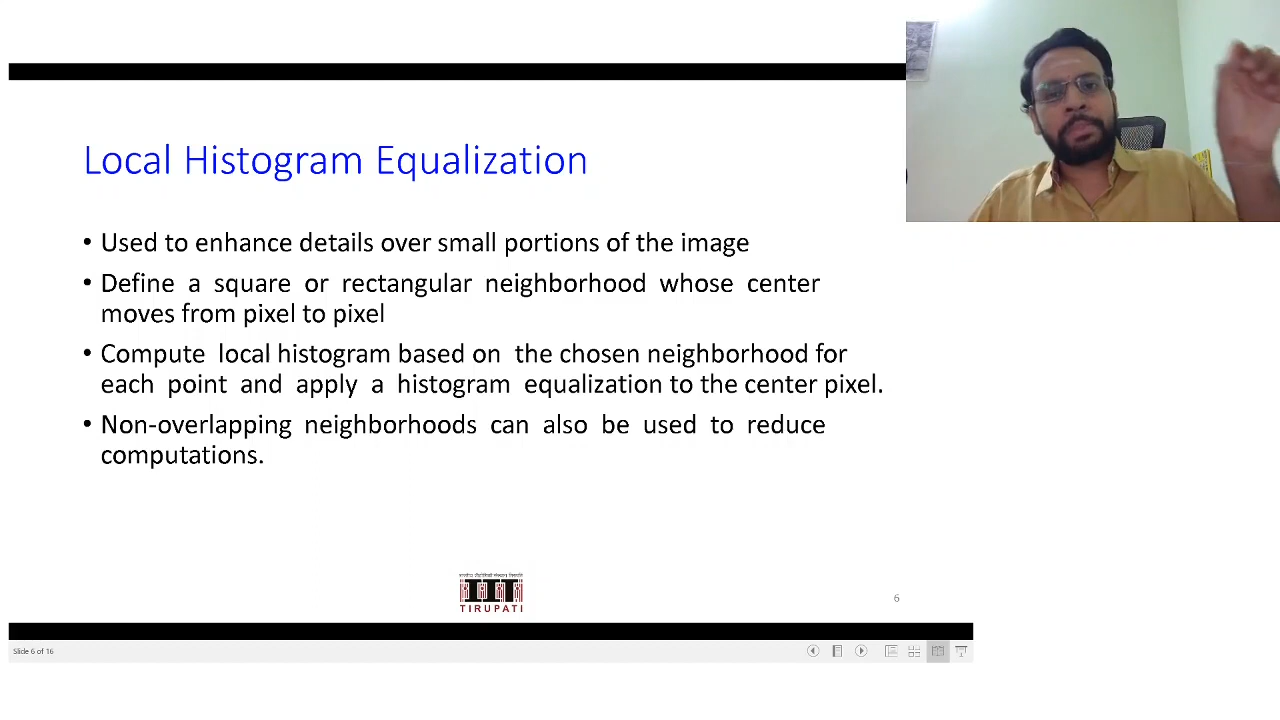 Local Histogram Equalization
• Used to enhance details over small portions of the image
• Define a square or rectangular neighborhood whose center
moves from pixel to pixel
• Compute local histogram based on the chosen neighborhood for
each point and apply a histogram equalization to the center pixel.
• Non-overlapping neighborhoods can also be used to reduce
computations.
TIRUPATI
6
Slide 6 of 16